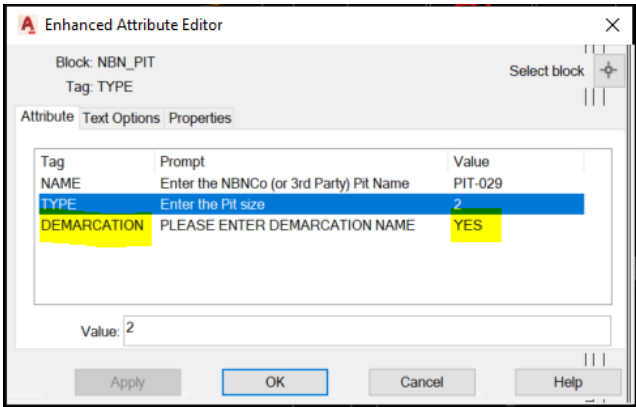 A Enhanced Attribute Editor
Block: NBN_PIT
Select block
Tag: TYPE
Attribute Text Options Properties
Tag Prompt Value
NAME Enter the NBNCo (or 3rd Party) Pit Name PIT-029
TYPE Enter the Pit size 2
DEMARCATION PLEASE ENTER DEMARCATION NAME YES
Value: 2
Apply OK Cancel Help